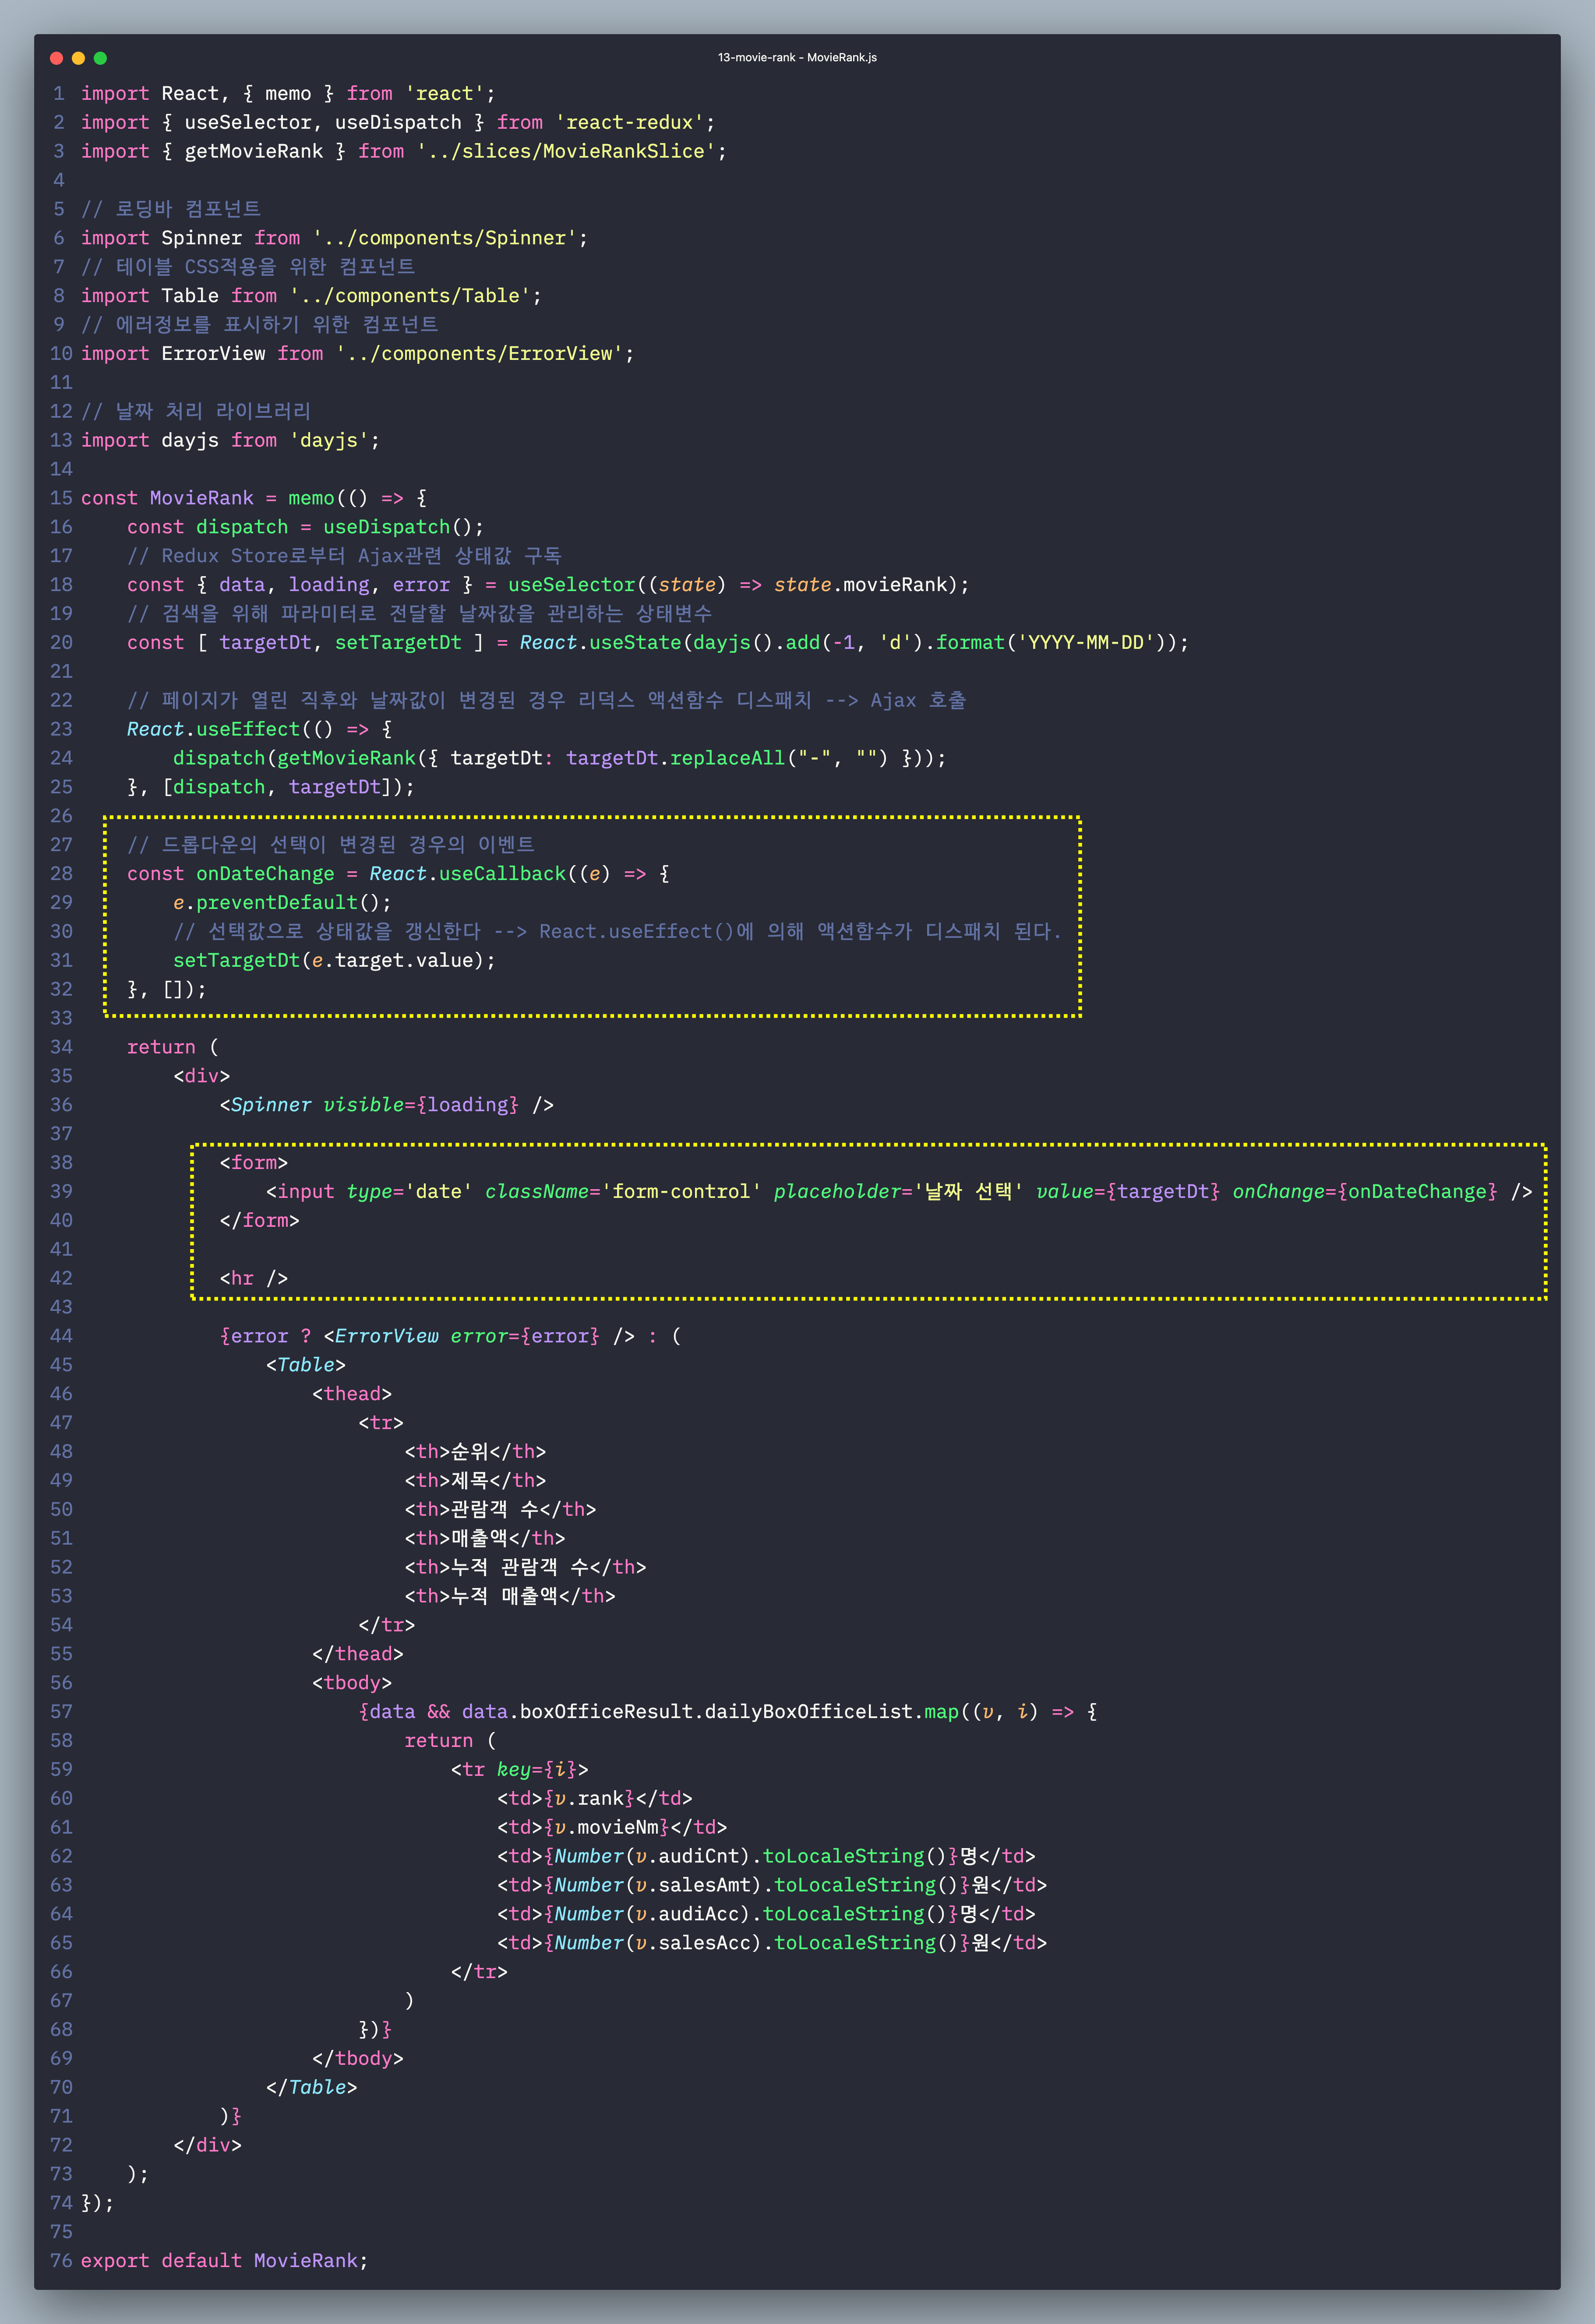 13-movie-rank - MovieRank.js
1 import React, { memo } from 'react';
2 import { useSelector, useDispatch } from 'react-redux';
3 import { getMovieRank } from '../slices/MovieRankSlice';
4
5 // 로딩바 컴포넌트
6 import Spinner from '../components/Spinner';
7 // 테이블 CSS적용을 위한 컴포넌트
8 import Table from '../components/Table';
9 // 에러정보를 표시하기 위한 컴포넌트
10 import ErrorView from '../components/ErrorView';
11
12 // 날짜 처리 라이브러리
13 import dayjs from 'dayjs';
14
15 const MovieRank = memo(() => {
16     const dispatch = useDispatch();
17     // Redux Store로부터 Ajax관련 상태값 구독
18     const { data, loading, error } = useSelector((state) => state.movieRank);
19     // 검색을 위해 파라미터로 전달할 날짜값을 관리하는 상태변수
20     const [ targetDt, setTargetDt ] = React.useState(dayjs().add(-1, 'd').format('YYYY-MM-DD'));
21
22     // 페이지가 열린 직후와 날짜값이 변경된 경우 리덕스 액션함수 디스패치 --> Ajax 호출
23     React.useEffect(() => {
24         dispatch(getMovieRank({ targetDt: targetDt.replaceAll("-", "") }));
25     }, [dispatch, targetDt]);
26
27     // 드롭다운의 선택이 변경된 경우의 이벤트
28     const onDateChange = React.useCallback((e) => {
29         e.preventDefault();
30         // 선택값으로 상태값을 갱신한다 --> React.useEffect()에 의해 액션함수가 디스패치 된다.
31         setTargetDt(e.target.value);
32     }, []);
33
34     return (
35         <div>
36             <Spinner visible={loading} />
37
38             <form>
39                 <input type='date' className='form-control' placeholder='날짜 선택' value={targetDt} onChange={onDateChange} />
40             </form>
41
42             <hr />
43
44             {error ? <ErrorView error={error} /> : (
45                 <Table>
46                     <thead>
47                         <tr>
48                             <th>순위</th>
49                             <th>제목</th>
50                             <th>관람객 수</th>
51                             <th>매출액</th>
52                             <th>누적 관람객 수</th>
53                             <th>누적 매출액</th>
54                         </tr>
55                     </thead>
56                     <tbody>
57                         {data && data.boxOfficeResult.dailyBoxOfficeList.map((v, i) => {
58                             return (
59                                 <tr key={i}>
60                                     <td>{v.rank}</td>
61                                     <td>{v.movieNm}</td>
62                                     <td>{Number(v.audiCnt).toLocaleString()}명</td>
63                                     <td>{Number(v.salesAmt).toLocaleString()}원</td>
64                                     <td>{Number(v.audiAcc).toLocaleString()}명</td>
65                                     <td>{Number(v.salesAcc).toLocaleString()}원</td>
66                                 </tr>
67                             )
68                         })}
69                     </tbody>
70                 </Table>
71             )}
72         </div>
73     );
74 });
75
76 export default MovieRank;